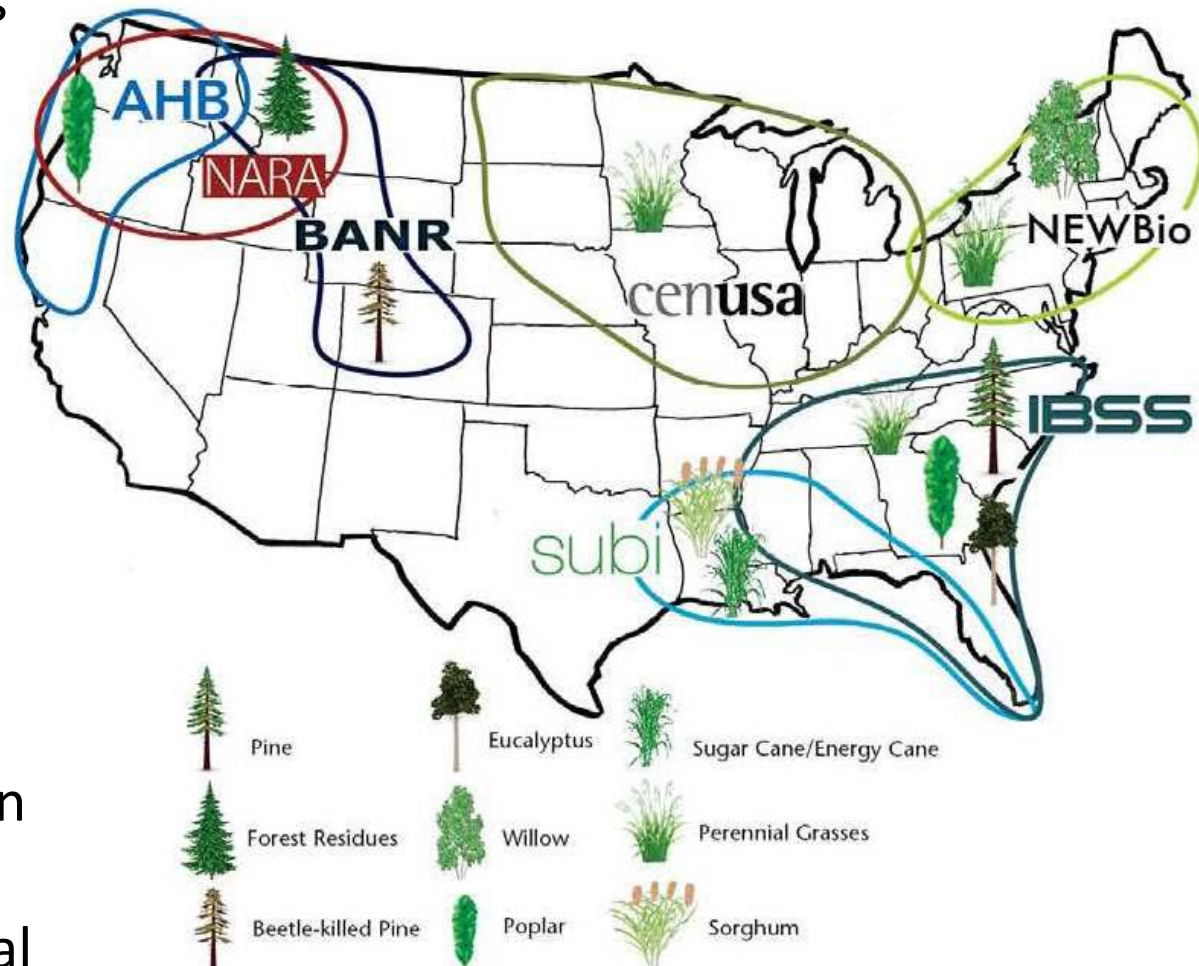 AHB
NARA
BANR
cenusa
NEWBio
IBSS
subi
Pine
Eucalyptus
Sugar Cane/Energy Cane
n
Forest Residues
Willow
Perennial Grasses
al
Beetle-killed Pine
Poplar
Sorghum